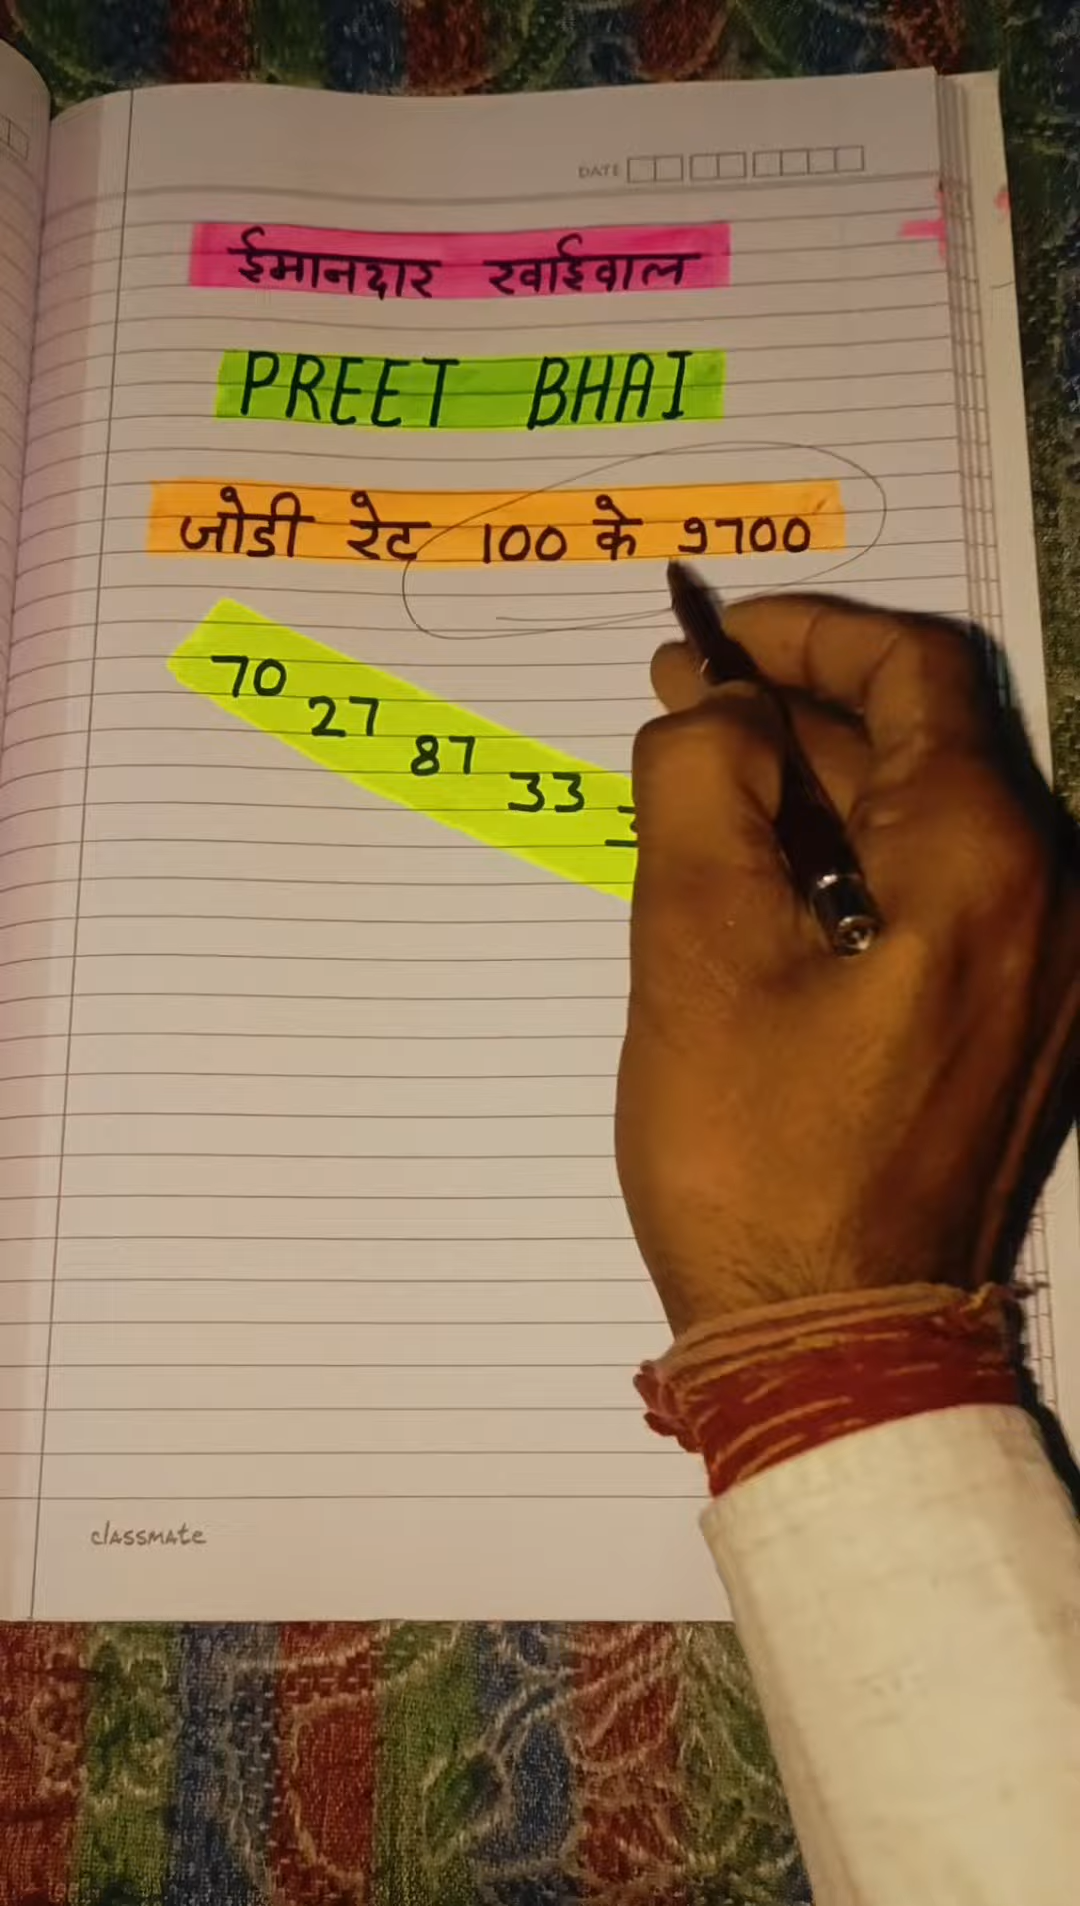 DATE
ईमानदार खाईवाल
PREET BHAI
जोडी रेट 100 के 9700
70 27 87 33
classmate